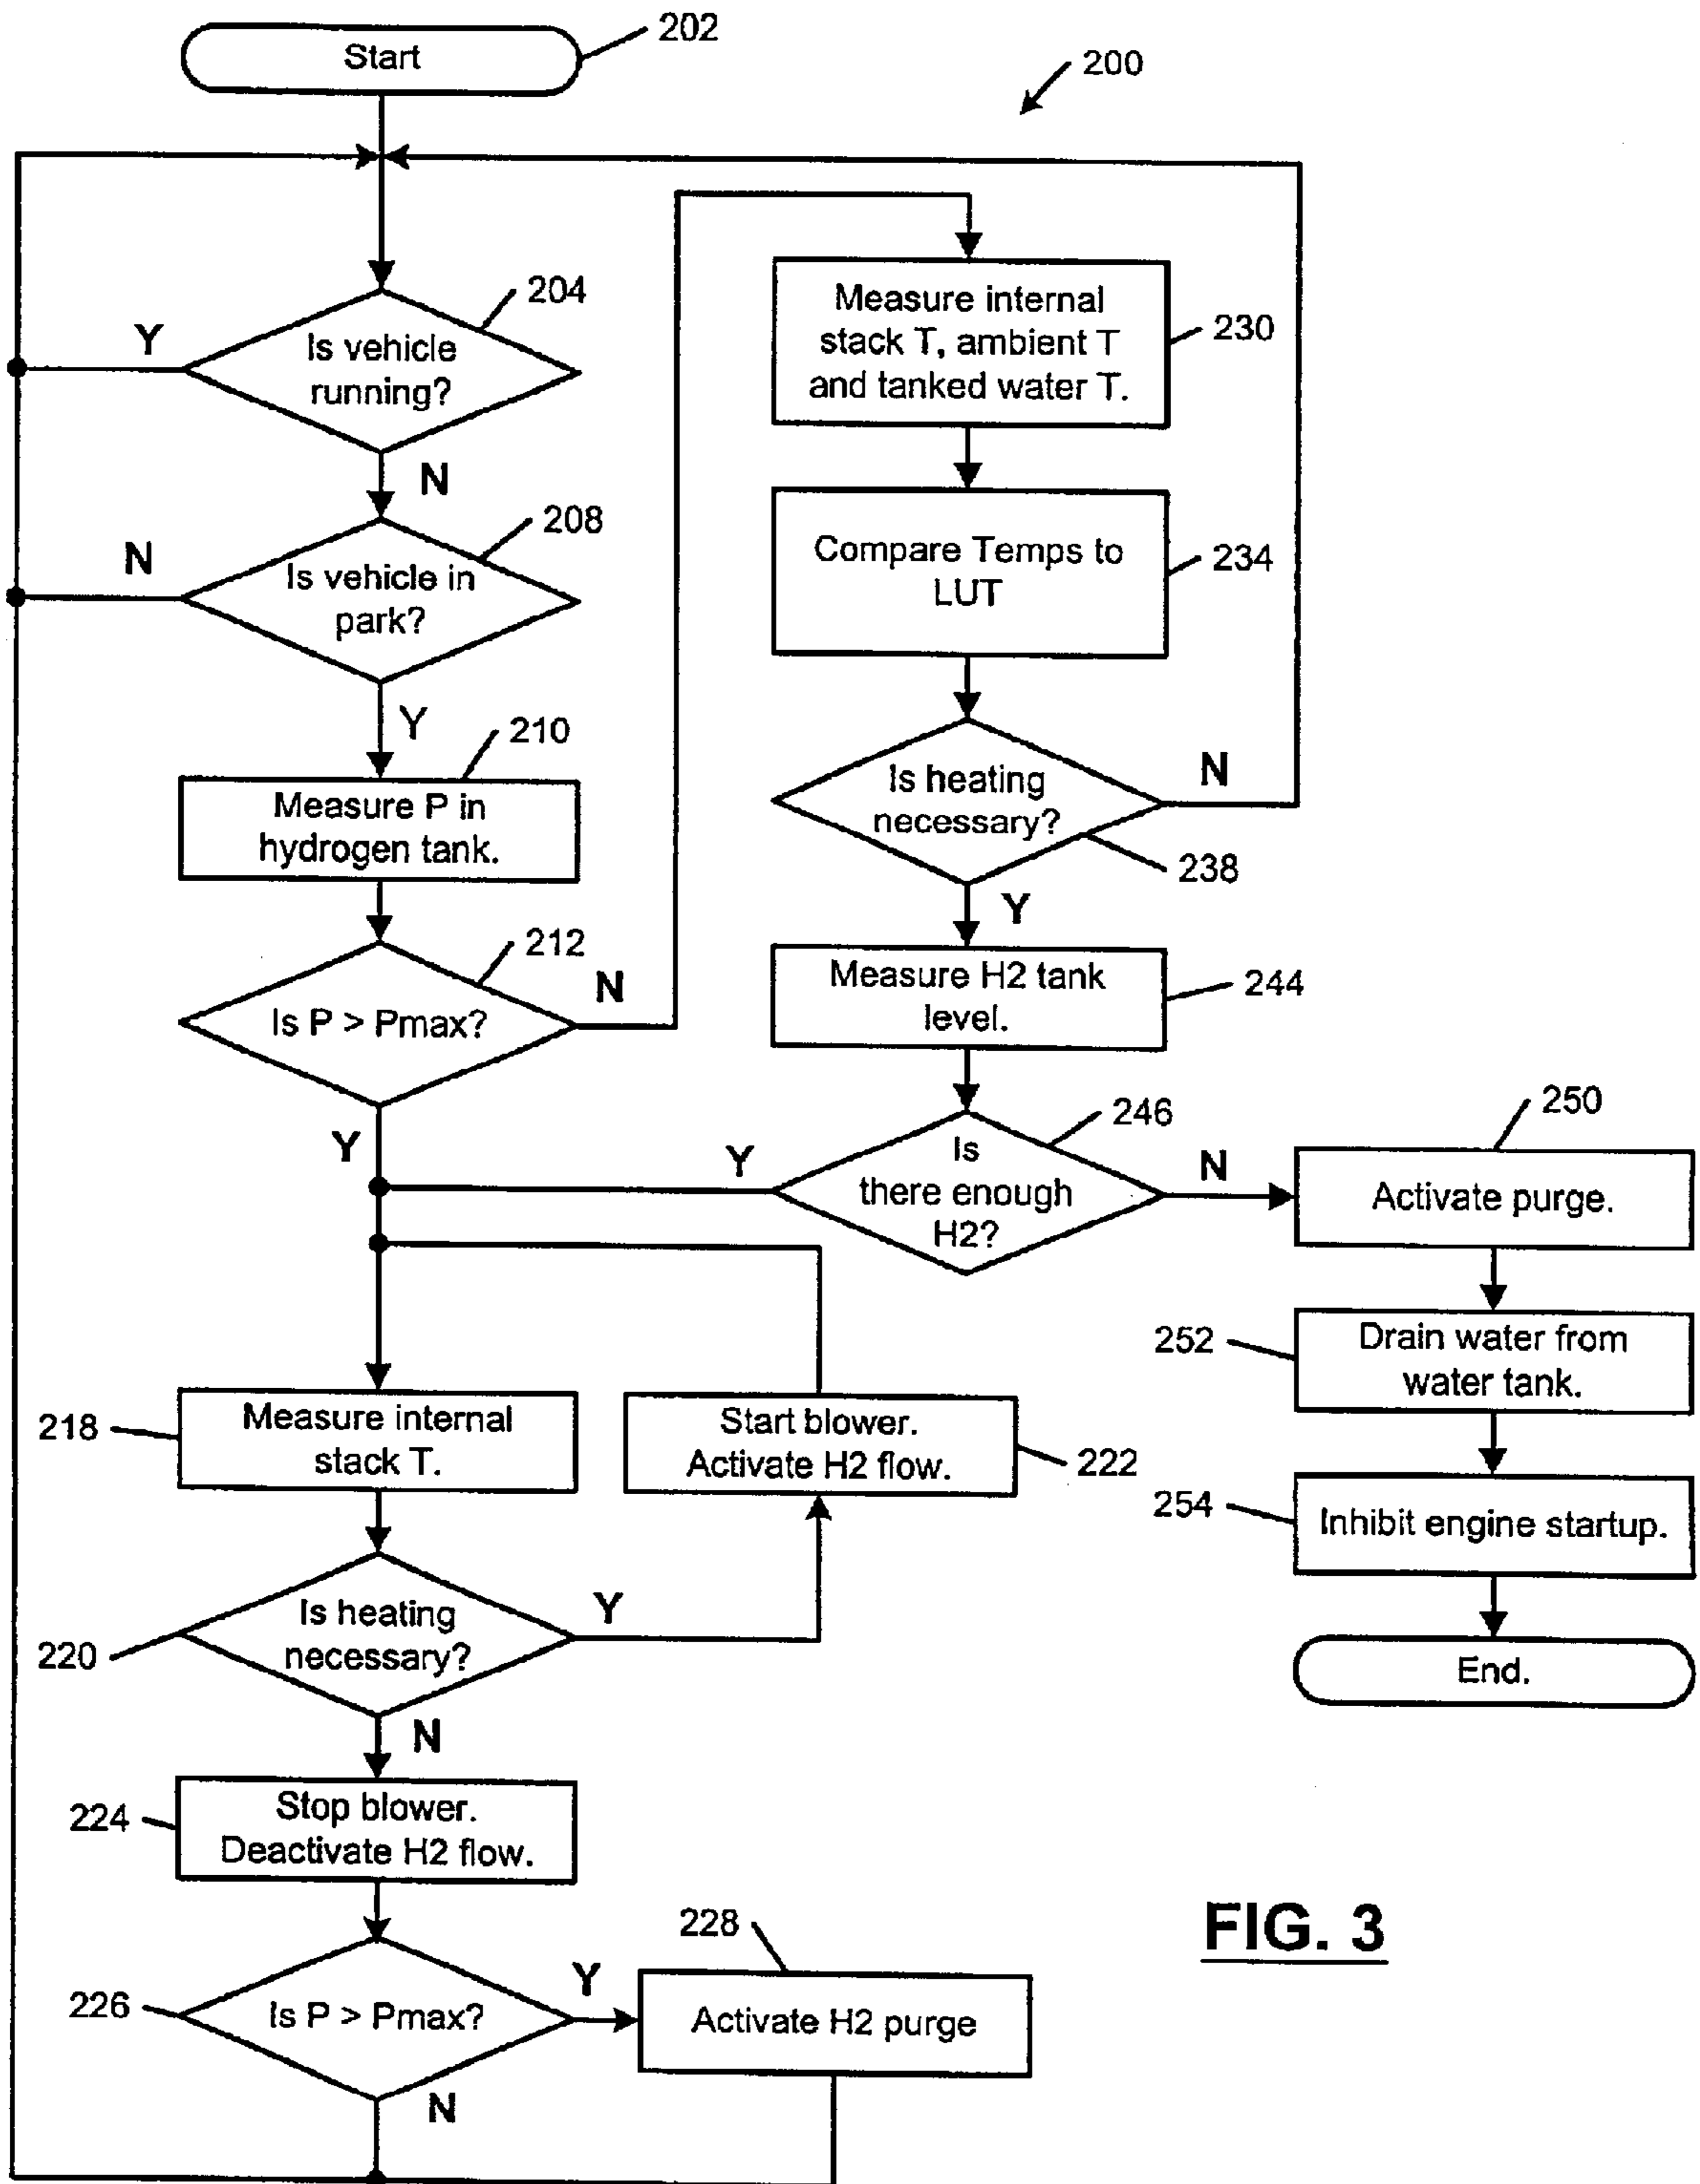 Start
202
200
204
Y
Is vehicle
running?
N
208
N
Is vehicle in
park?
Y
210
Measure P in
hydrogen tank.
212
N
Is P > Pmax?
Y
218
Measure internal
stack T.
Start blower.
Activate H2 flow.
222
220
Is heating
necessary?
Y
N
224
Stop blower.
Deactivate H2 flow.
226
Is P > Pmax?
Y
228
Activate H2 purge
N
Measure internal
stack T, ambient T
and tanked water T.
230
Compare Temps to
LUT
234
Is heating
necessary?
N
238
Y
Measure H2 tank
level.
244
246
Y
Is
there enough
H2?
N
250
Activate purge.
252
Drain water from
water tank.
254
Inhibit engine startup.
End.
FIG. 3